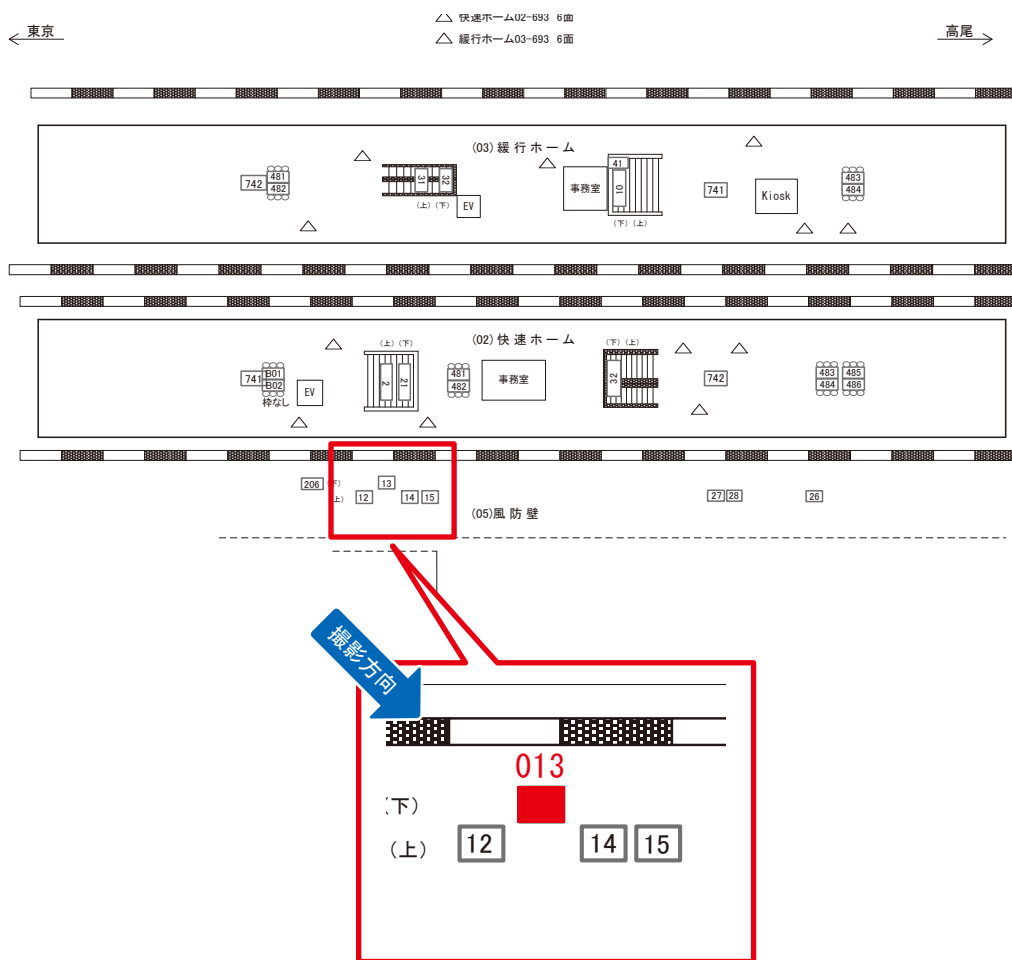 △ 快速ホーム02-693 6面
△ 緩行ホーム03-693 6面
東京
高尾
(03)緩行ホーム
742
481
482
31
32
(上)(下)
EV
事務室
41
10
(下)(上)
741
Kiosk
483
484
(02)快速ホーム
741
B01
B02
枠なし
EV
(上)(下)
2
21
481
482
事務室
(下)(上)
32
742
483
484
485
486
206
(下)
(上)
12
13
14
15
27
28
26
(05)風防壁
撮影方向
013
(下)
(上)
12
14
15